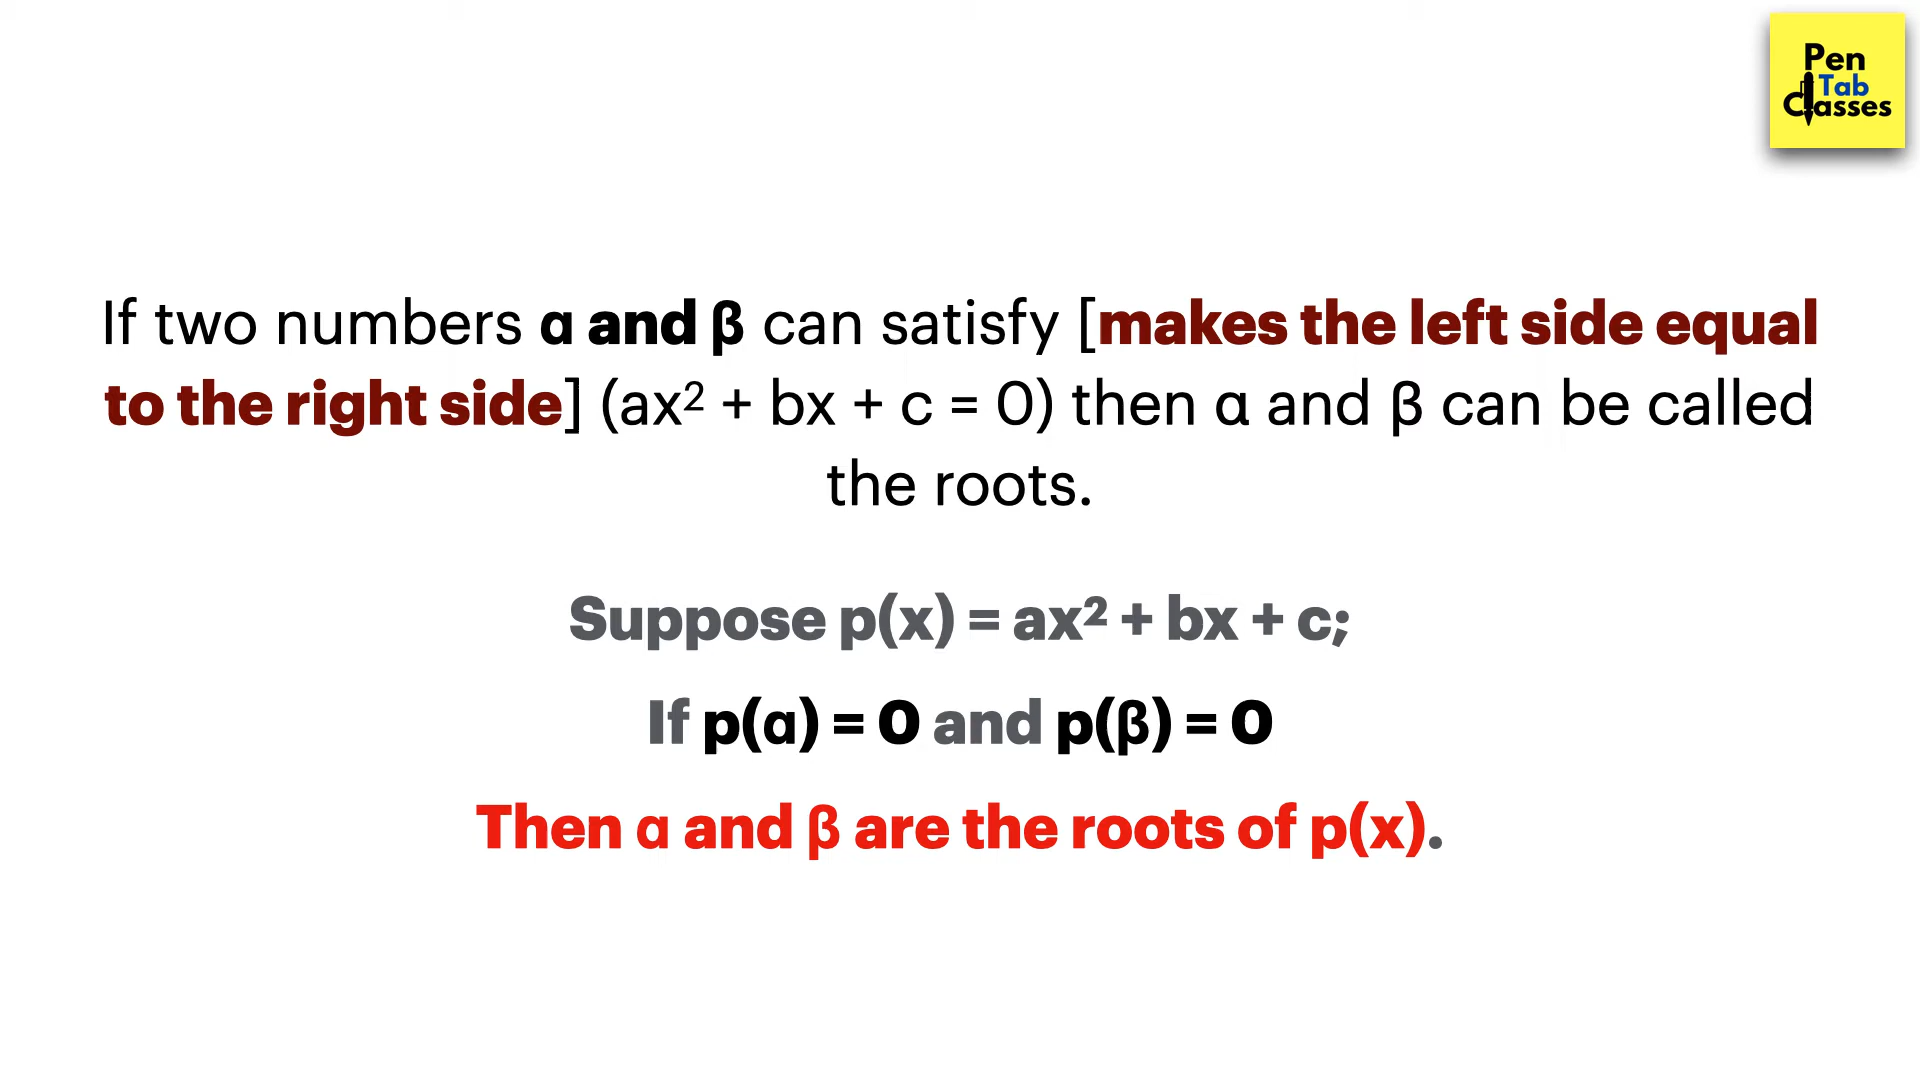 Pen
Tab
Classes
If two numbers α and β can satisfy [makes the left side equal
to the right side] (ax² + bx + c = 0) then α and β can be called
the roots.
Suppose p(x) = ax² + bx + c;
If p(α) = 0 and p(β) = 0
Then α and β are the roots of p(x).